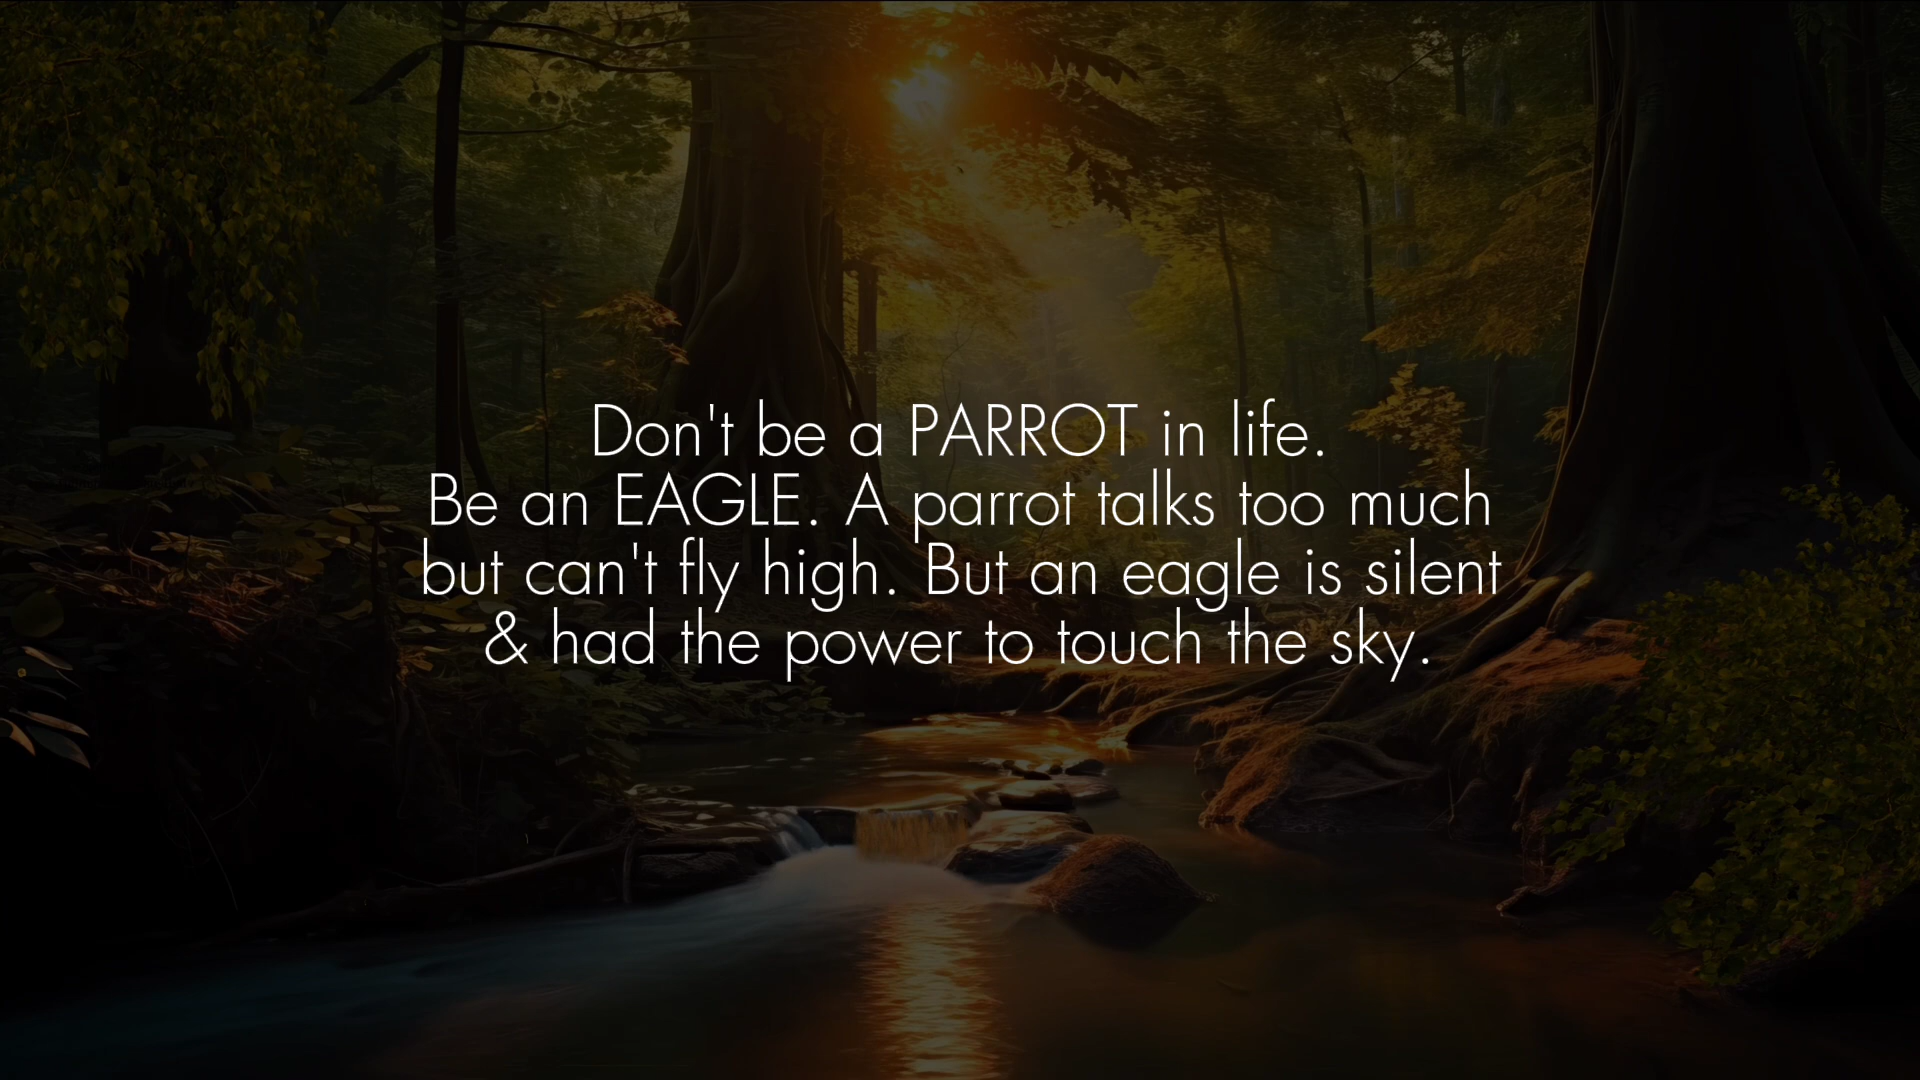 Don't be a PARROT in life.
Be an EAGLE. A parrot talks too much
but can't fly high. But an eagle is silent
& had the power to touch the sky.